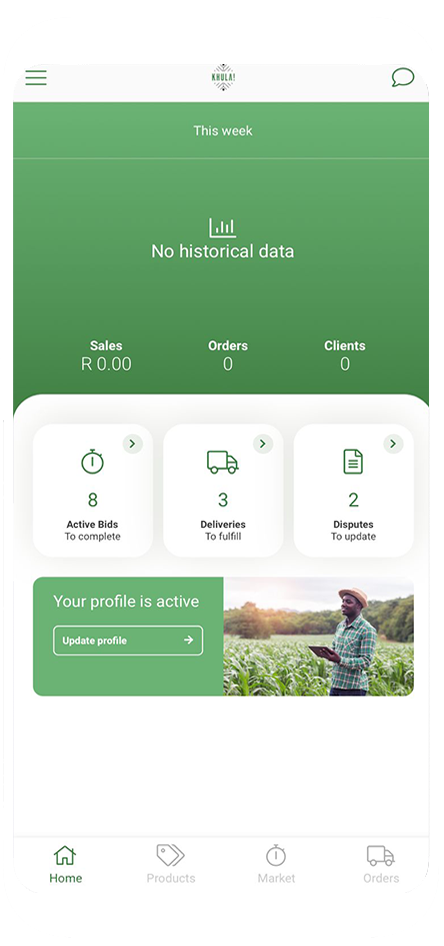 KHULA!
This week
No historical data
Sales Orders Clients
R 0.00 0 0
8 3 2
Active Bids Deliveries Disputes
To complete To fulfill To update
Your profile is active
Update profile
Home Products Market Orders